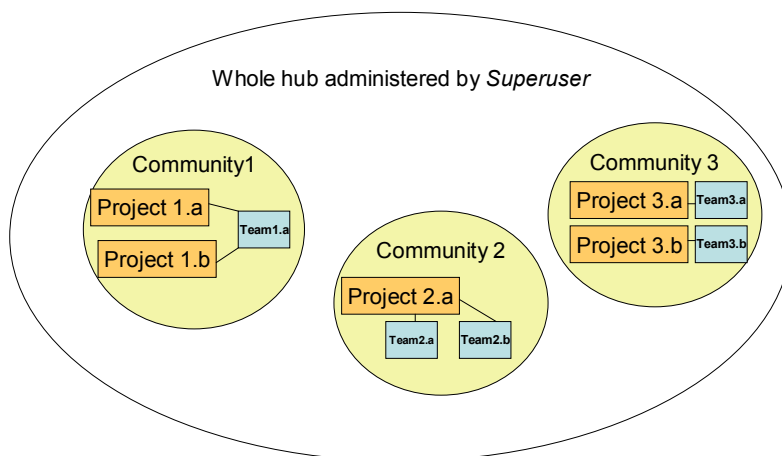 Whole hub administered by Superuser
Community1
Project 1.a
Team1.a
Project 1.b
Community 2
Project 2.a
Team2.a
Team2.b
Community 3
Project 3.a
Team3.a
Project 3.b
Team3.b